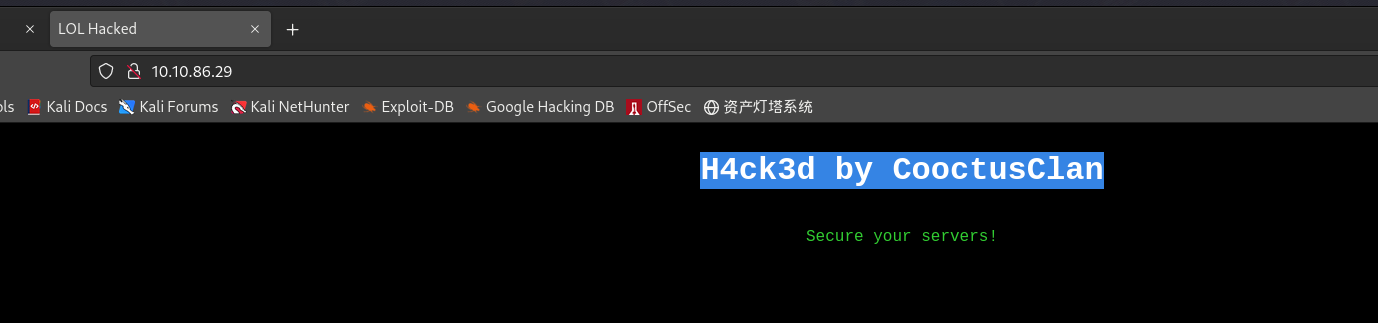 LOL Hacked
10.10.86.29
ols Kali Docs Kali Forums Kali NetHunter Exploit-DB Google Hacking DB OffSec 资产灯塔系统
H4ck3d by CooctusClan
Secure your servers!